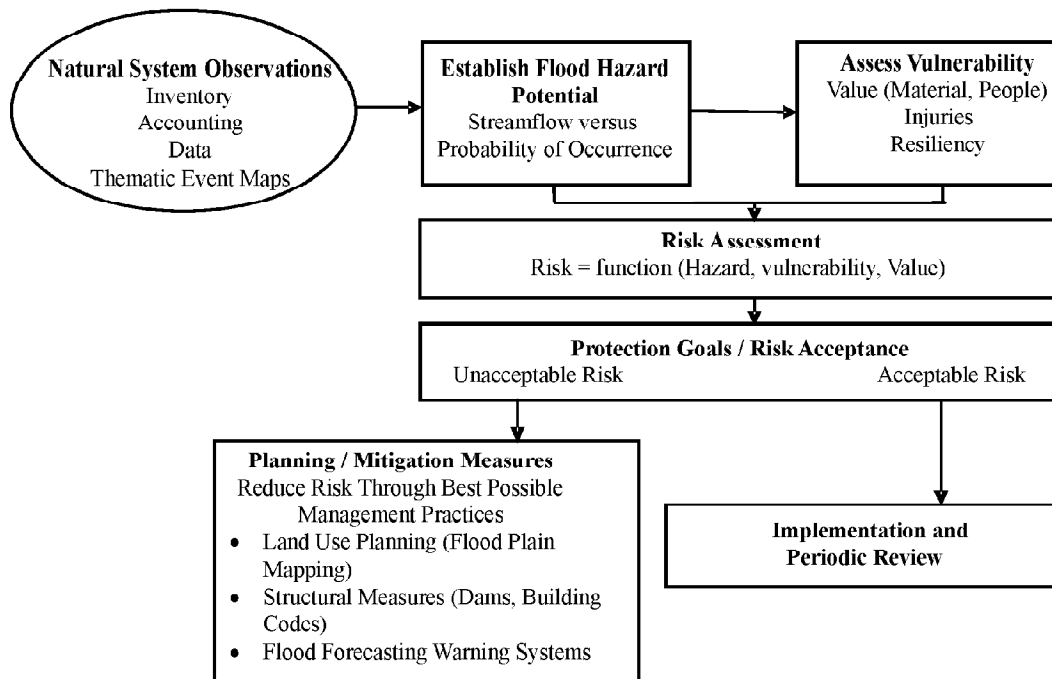 Natural System Observations
Inventory
Accounting
Data
Thematic Event Maps
Establish Flood Hazard
Potential
Streamflow versus
Probability of Occurrence
Assess Vulnerability
Value (Material, People)
Injuries
Resiliency
Risk Assessment
Risk = function (Hazard, vulnerability, Value)
Protection Goals / Risk Acceptance
Unacceptable Risk Acceptable Risk
Planning / Mitigation Measures
Reduce Risk Through Best Possible
Management Practices
• Land Use Planning (Flood Plain
Mapping)
• Structural Measures (Dams, Building
Codes)
• Flood Forecasting Warning Systems
Implementation and
Periodic Review